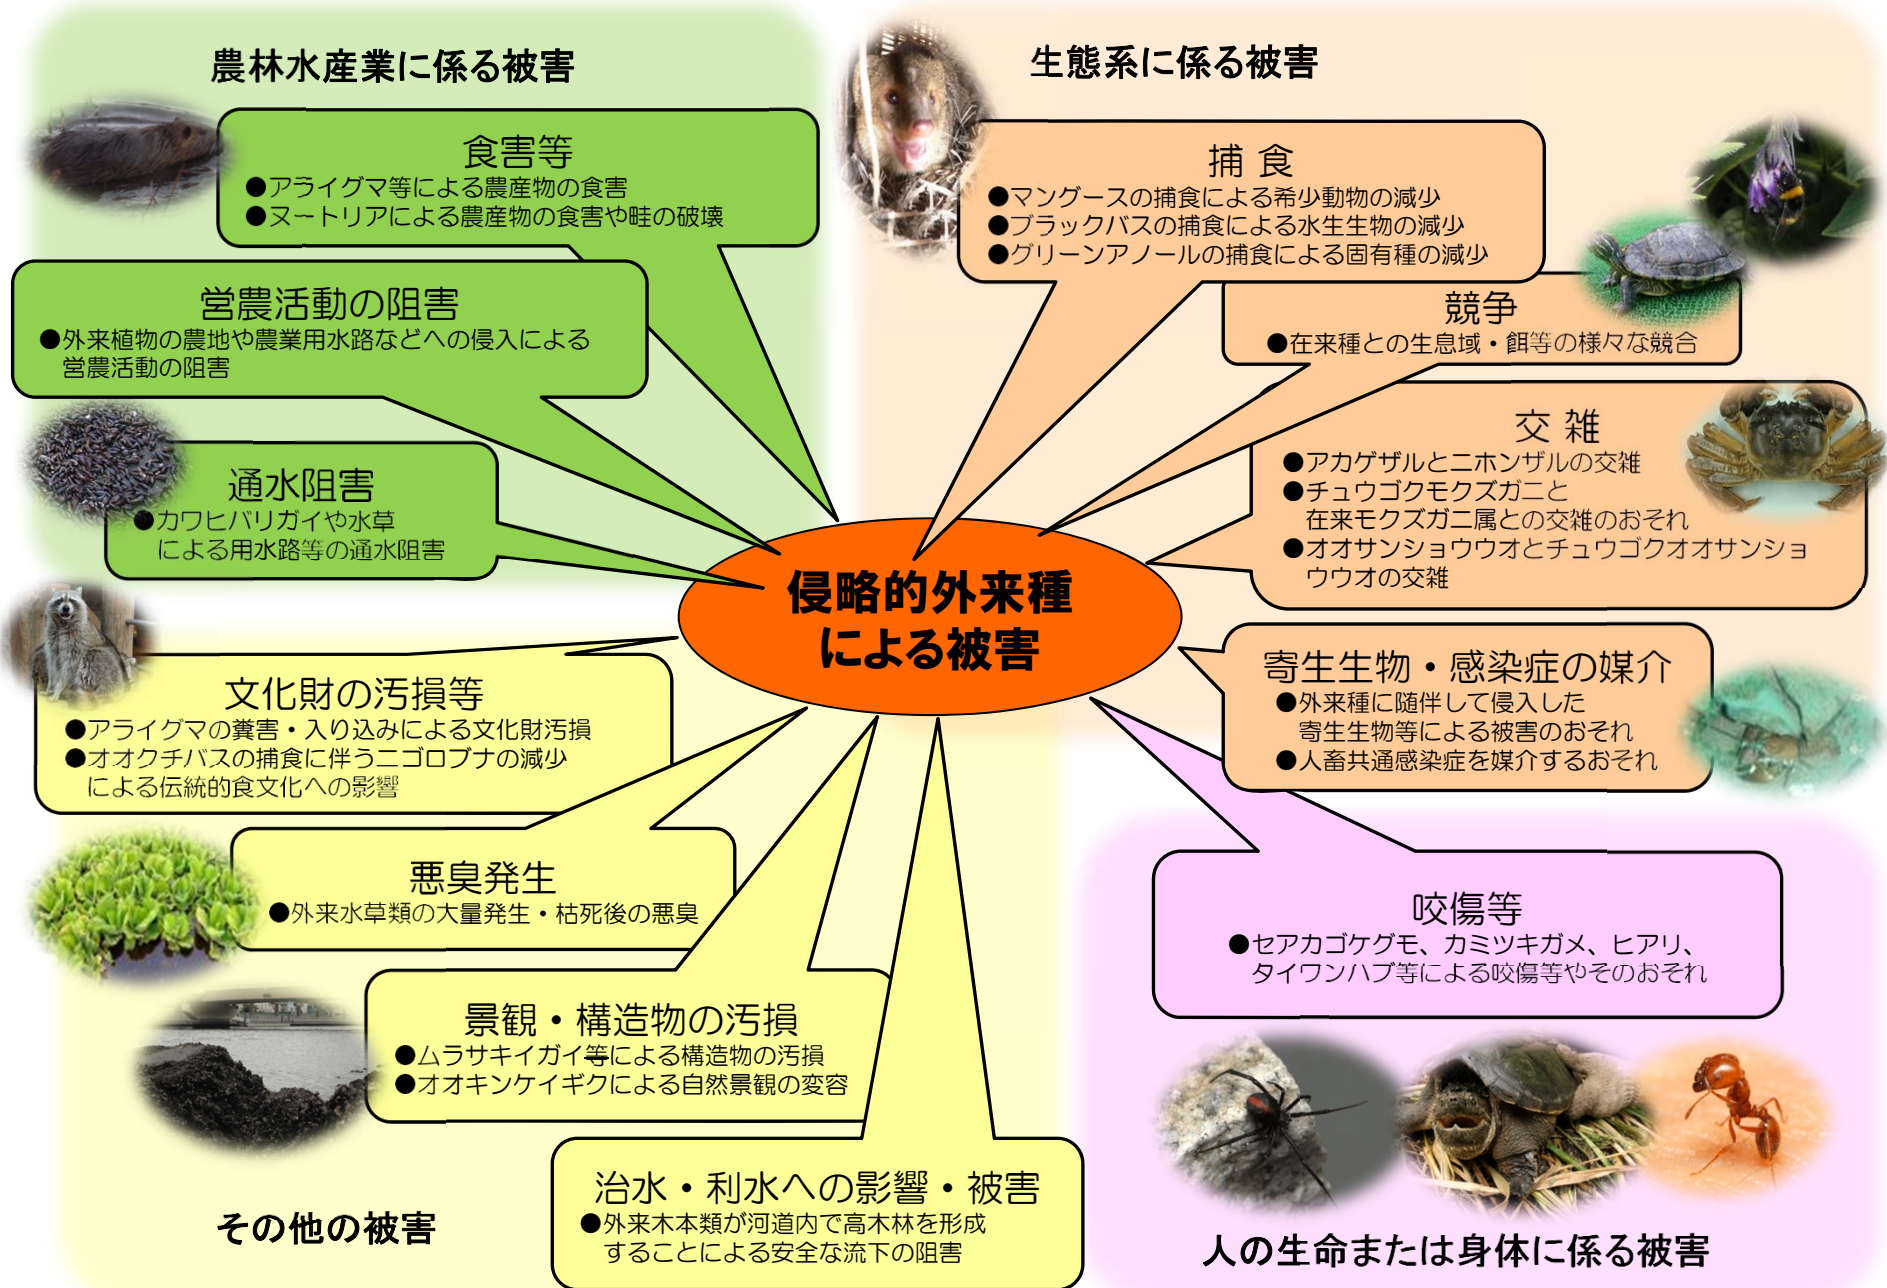 農林水産業に係る被害
食害等
●アライグマ等による農産物の食害
●ヌートリアによる農産物の食害や畦の破壊
営農活動の阻害
●外来植物の農地や農業用水路などへの侵入による
営農活動の阻害
通水阻害
●カワヒバリガイや水草
による用水路等の通水阻害
生態系に係る被害
捕 食
●マングースの捕食による希少動物の減少
●ブラックバスの捕食による水生生物の減少
●グリーンアノールの捕食による固有種の減少
競争
●在来種との生息域・餌等の様々な競合
交 雑
●アカゲザルとニホンザルの交雑
●チュウゴクモクズガニと
在来モクズガニ属との交雑のおそれ
●オオサンショウウオとチュウゴクオオサンショ
ウウオの交雑
寄生生物・感染症の媒介
●外来種に随伴して侵入した
寄生生物等による被害のおそれ
●人畜共通感染症を媒介するおそれ
侵略的外来種
による被害
文化財の汚損等
●アライグマの糞害・入り込みによる文化財汚損
●オオクチバスの捕食に伴うニゴロブナの減少
による伝統的食文化への影響
悪臭発生
●外来水草類の大量発生・枯死後の悪臭
景観・構造物の汚損
●ムラサキイガイ等による構造物の汚損
●オオキンケイギクによる自然景観の変容
治水・利水への影響・被害
●外来木本類が河道内で高木林を形成
することによる安全な流下の阻害
その他の被害
咬傷等
●セアカゴケグモ、カミツキガメ、ヒアリ、
タイワンハブ等による咬傷等やそのおそれ
人の生命または身体に係る被害